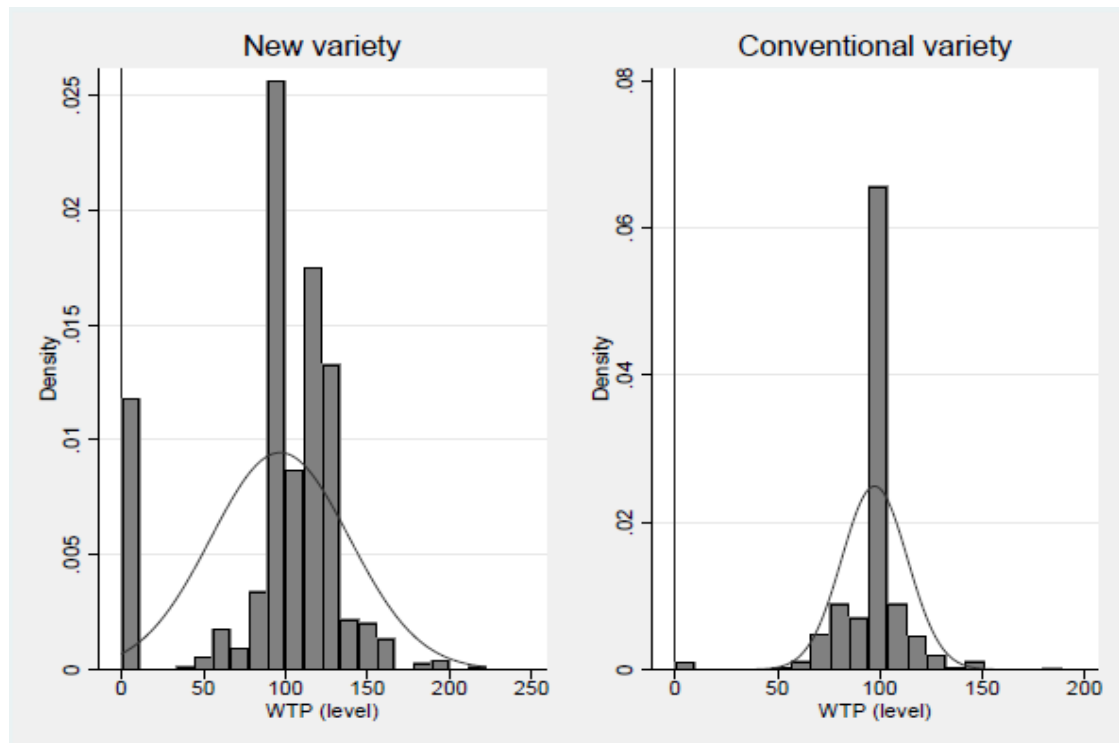 New variety
Density
.025
.02
.015
.01
.005
0
0 50 100 150 200 250
WTP (level)
Conventional variety
Density
.08
.06
.04
.02
0
0 50 100 150 200
WTP (level)